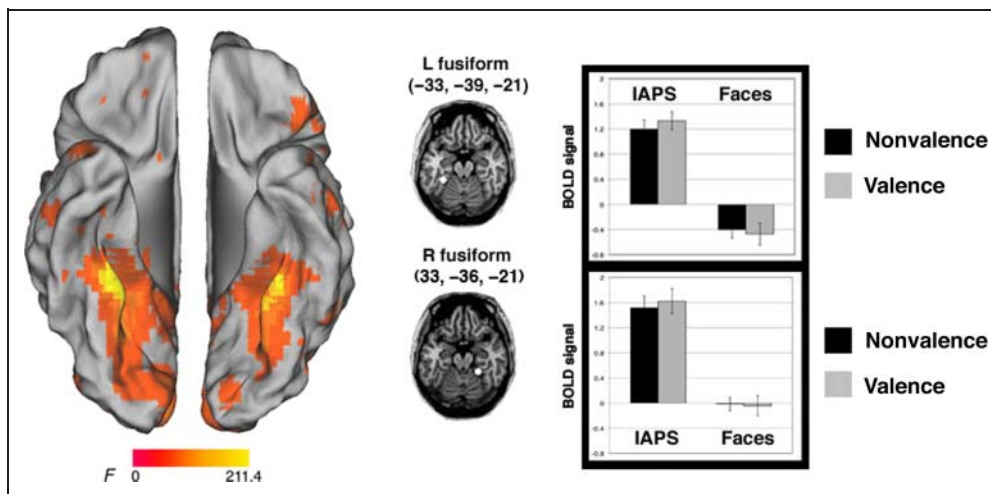 L fusiform
(−33, −39, −21)
R fusiform
(33, −36, −21)
F 0 211.4
BOLD signal
2
1.6
1.2
0.8
0.4
0
-0.4
-0.8
IAPS Faces
Nonvalence
Valence
BOLD signal
2
1.6
1.2
0.8
0.4
0
-0.4
-0.8
IAPS Faces
Nonvalence
Valence